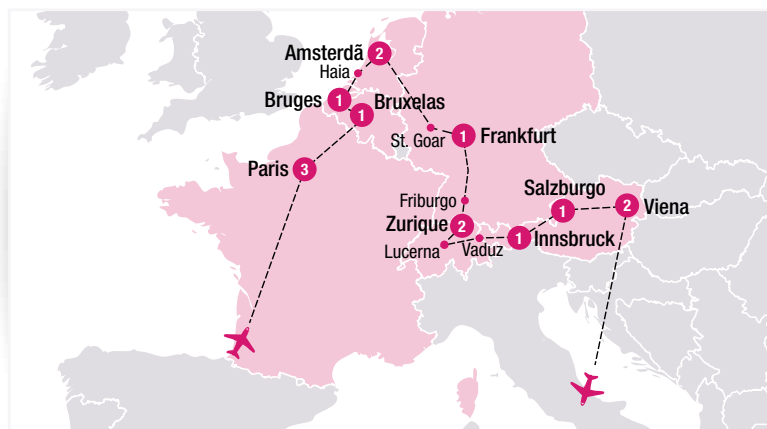 Amsterdã
2
Haia
Bruges
1
Bruxelas
1
St. Goar
1
Frankfurt
Paris
3
Friburgo
Zurique
2
Lucerna
Vaduz
1
Innsbruck
Salzburgo
1
2
Viena